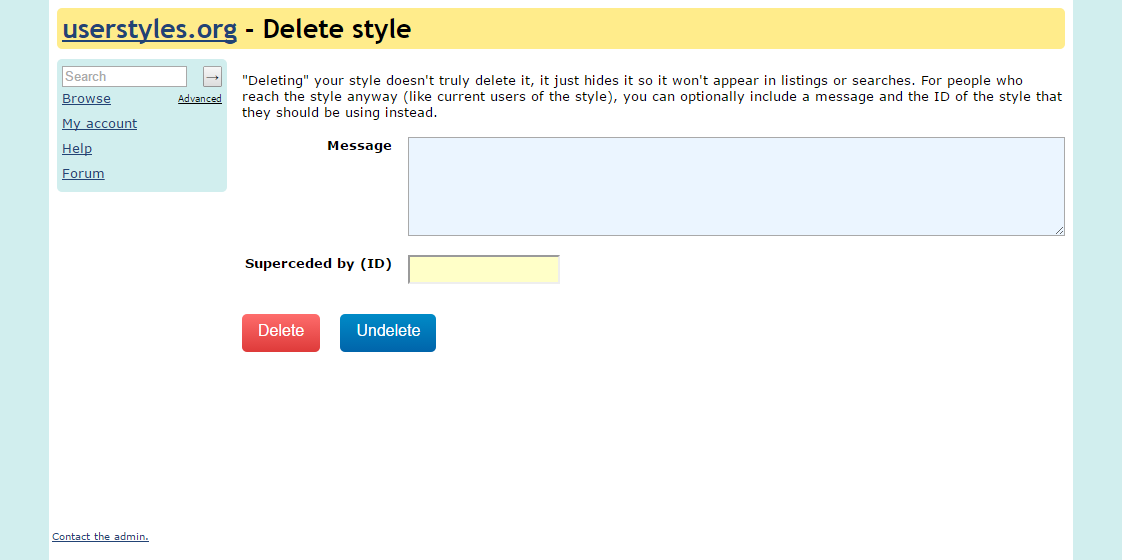 userstyles.org - Delete style
Search →
Browse Advanced
My account
Help
Forum
"Deleting" your style doesn't truly delete it, it just hides it so it won't appear in listings or searches. For people who
reach the style anyway (like current users of the style), you can optionally include a message and the ID of the style that
they should be using instead.
Message
Superceded by (ID)
Delete Undelete
Contact the admin.